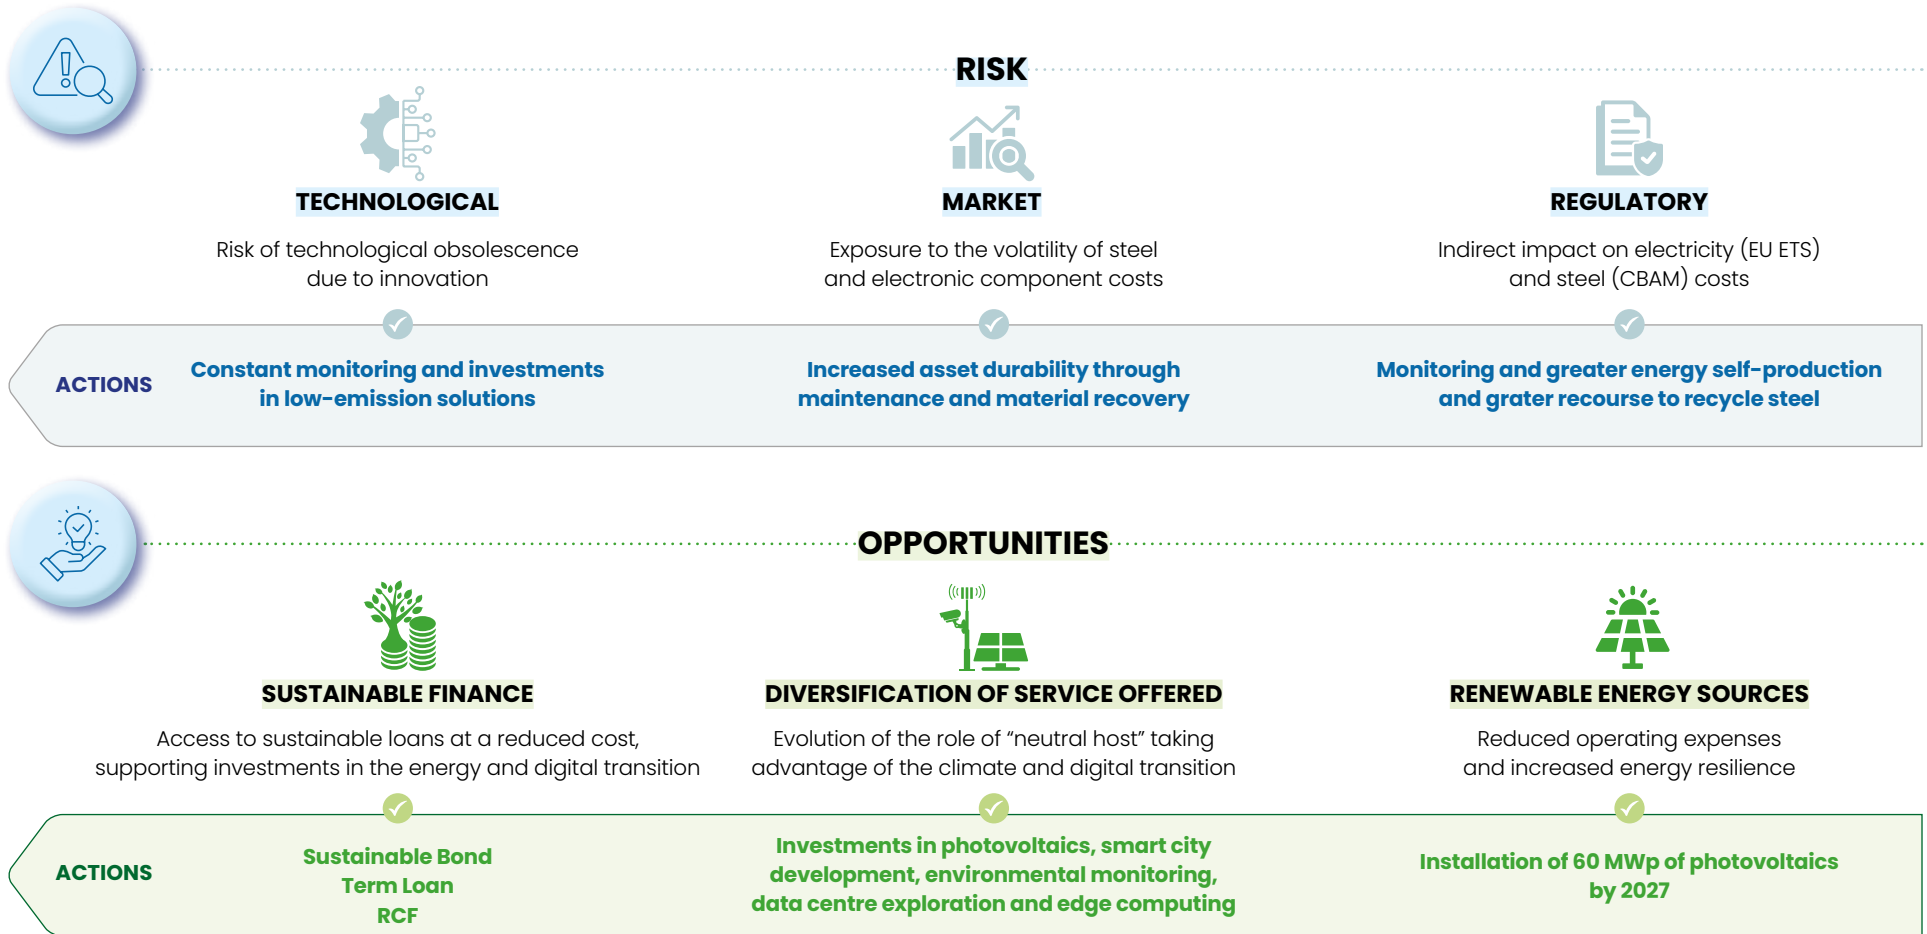 RISK
TECHNOLOGICAL
Risk of technological obsolescence
due to innovation
MARKET
Exposure to the volatility of steel
and electronic component costs
REGULATORY
Indirect impact on electricity (EU ETS)
and steel (CBAM) costs
ACTIONS
Constant monitoring and investments
in low-emission solutions
Increased asset durability through
maintenance and material recovery
Monitoring and greater energy self-production
and grater recourse to recycle steel
OPPORTUNITIES
SUSTAINABLE FINANCE
Access to sustainable loans at a reduced cost,
supporting investments in the energy and digital transition
DIVERSIFICATION OF SERVICE OFFERED
Evolution of the role of “neutral host” taking
advantage of the climate and digital transition
RENEWABLE ENERGY SOURCES
Reduced operating expenses
and increased energy resilience
ACTIONS
Sustainable Bond
Term Loan
RCF
Investments in photovoltaics, smart city
development, environmental monitoring,
data centre exploration and edge computing
Installation of 60 MWp of photovoltaics
by 2027